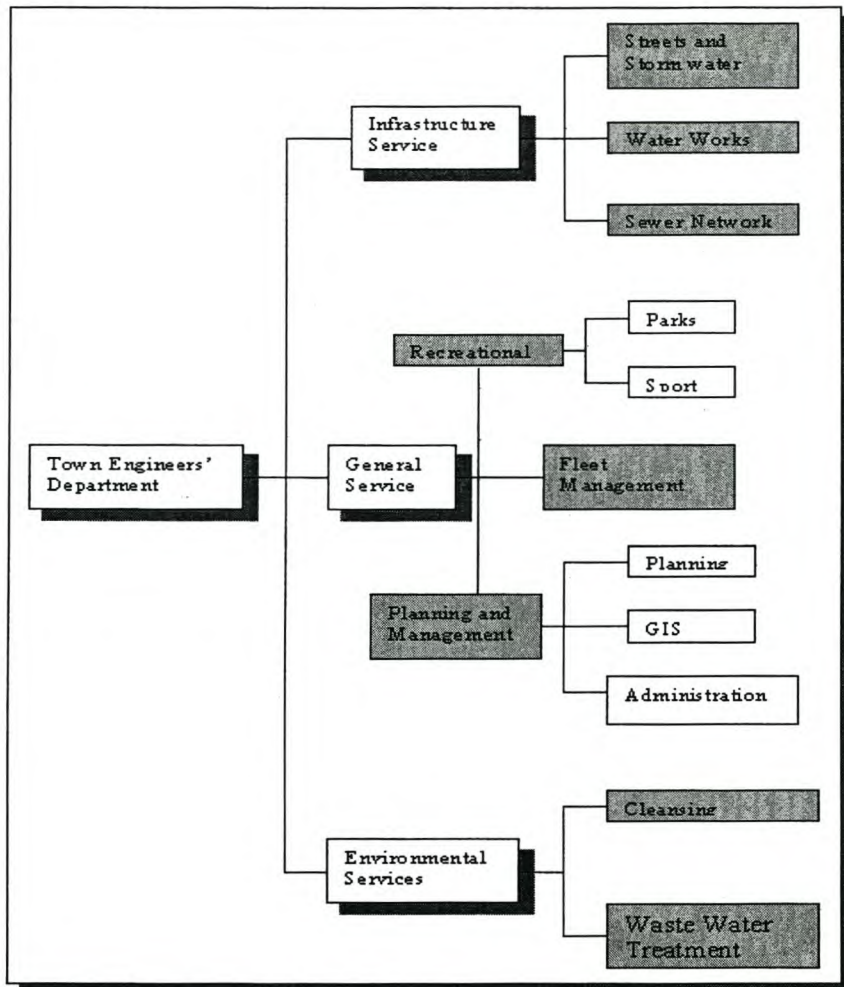 Streets and
Storm water
Infrastructure
Service
Water Works
Sewer Network
Parks
Recreational
Sport
Town Engineers'
Department
General
Service
Fleet
Management
Planning
Planning and
Management
GIS
Administration
Cleansing
Environmental
Services
Waste Water
Treatment